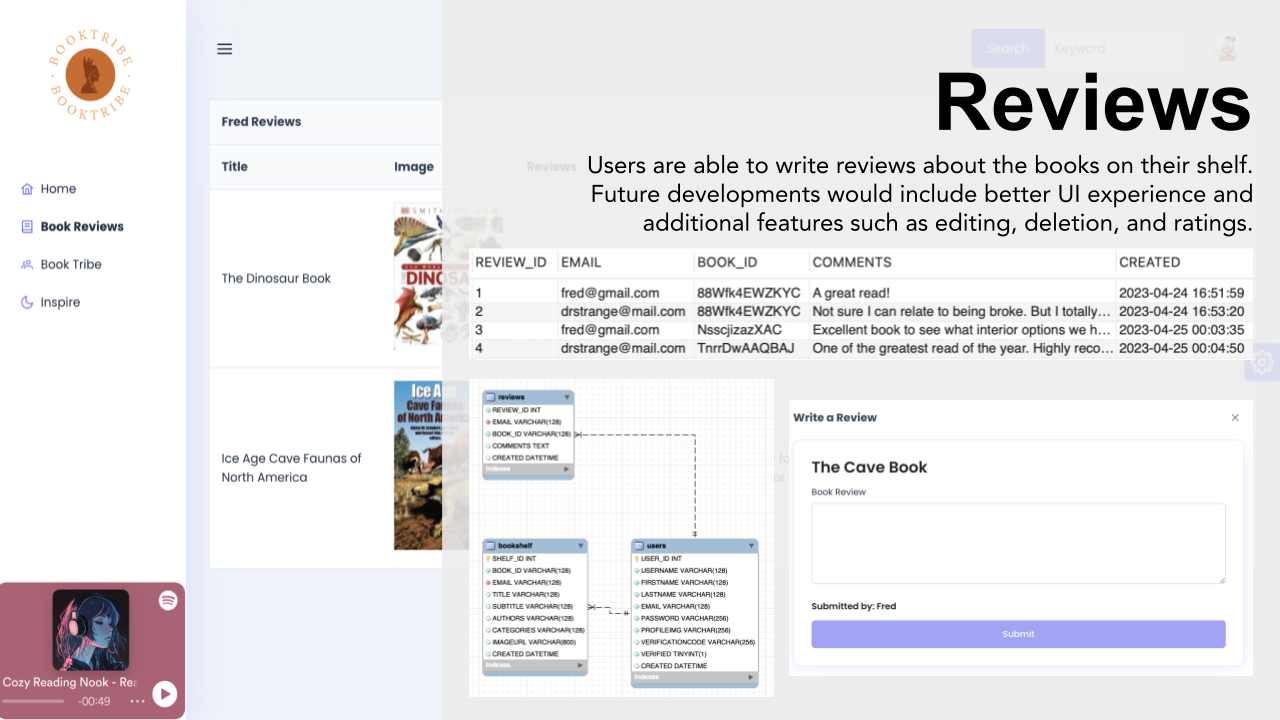 BOOKTRIBE
BOOKTRIBE
Home
Book Reviews
Book Tribe
Inspire
Cozy Reading Nook - Rea
-00:49
Search
Keyword
Fred Reviews
Title
Image
Reviews
The Dinosaur Book
SMITHSONIAN
DINOSA
Ice Age Cave Faunas of
North America
Ice Age
Cave Faunas
of North America
Reviews
Users are able to write reviews about the books on their shelf.
Future developments would include better UI experience and
additional features such as editing, deletion, and ratings.
REVIEW_ID EMAIL BOOK_ID COMMENTS CREATED
1 fred@gmail.com 88Wfk4EWZKYC A great read! 2023-04-24 16:51:59
2 drstrange@mail.com 88Wfk4EWZKYC Not sure I can relate to being broke. But I totally... 2023-04-24 16:53:20
3 fred@gmail.com NsscjizazXAC Excellent book to see what interior options we h... 2023-04-25 00:03:35
4 drstrange@mail.com TnrrDwAAQBAJ One of the greatest read of the year. Highly reco... 2023-04-25 00:04:50
reviews
REVIEW_ID INT
EMAIL VARCHAR(128)
BOOK_ID VARCHAR(128)
COMMENTS TEXT
CREATED DATETIME
Indexes
bookshelf
SHELF_ID INT
BOOK_ID VARCHAR(128)
EMAIL VARCHAR(128)
TITLE VARCHAR(128)
SUBTITLE VARCHAR(128)
AUTHORS VARCHAR(128)
CATEGORIES VARCHAR(128)
IMAGEURL VARCHAR(800)
CREATED DATETIME
Indexes
users
USER_ID INT
USERNAME VARCHAR(128)
FIRSTNAME VARCHAR(128)
LASTNAME VARCHAR(128)
EMAIL VARCHAR(128)
PASSWORD VARCHAR(256)
PROFILEIMG VARCHAR(256)
VERIFICATIONCODE VARCHAR(256)
VERIFIED TINYINT(1)
CREATED DATETIME
Indexes
Write a Review
The Cave Book
Book Review
Submitted by: Fred
Submit